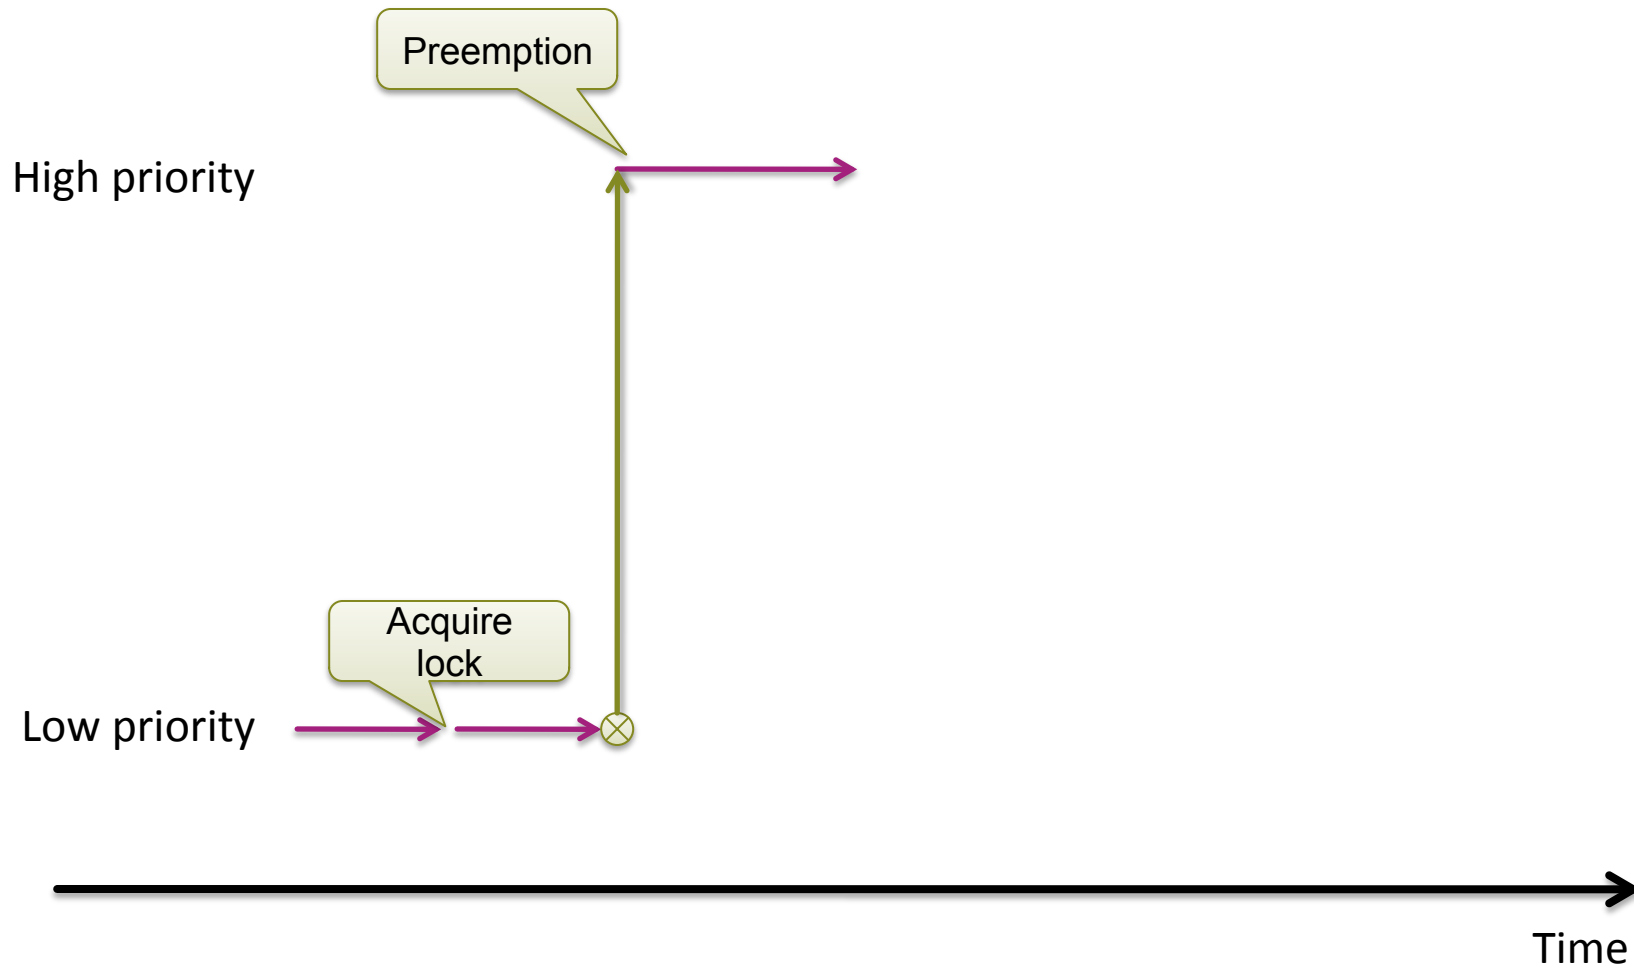 Preemption
High priority
Acquire
lock
Low priority
Time